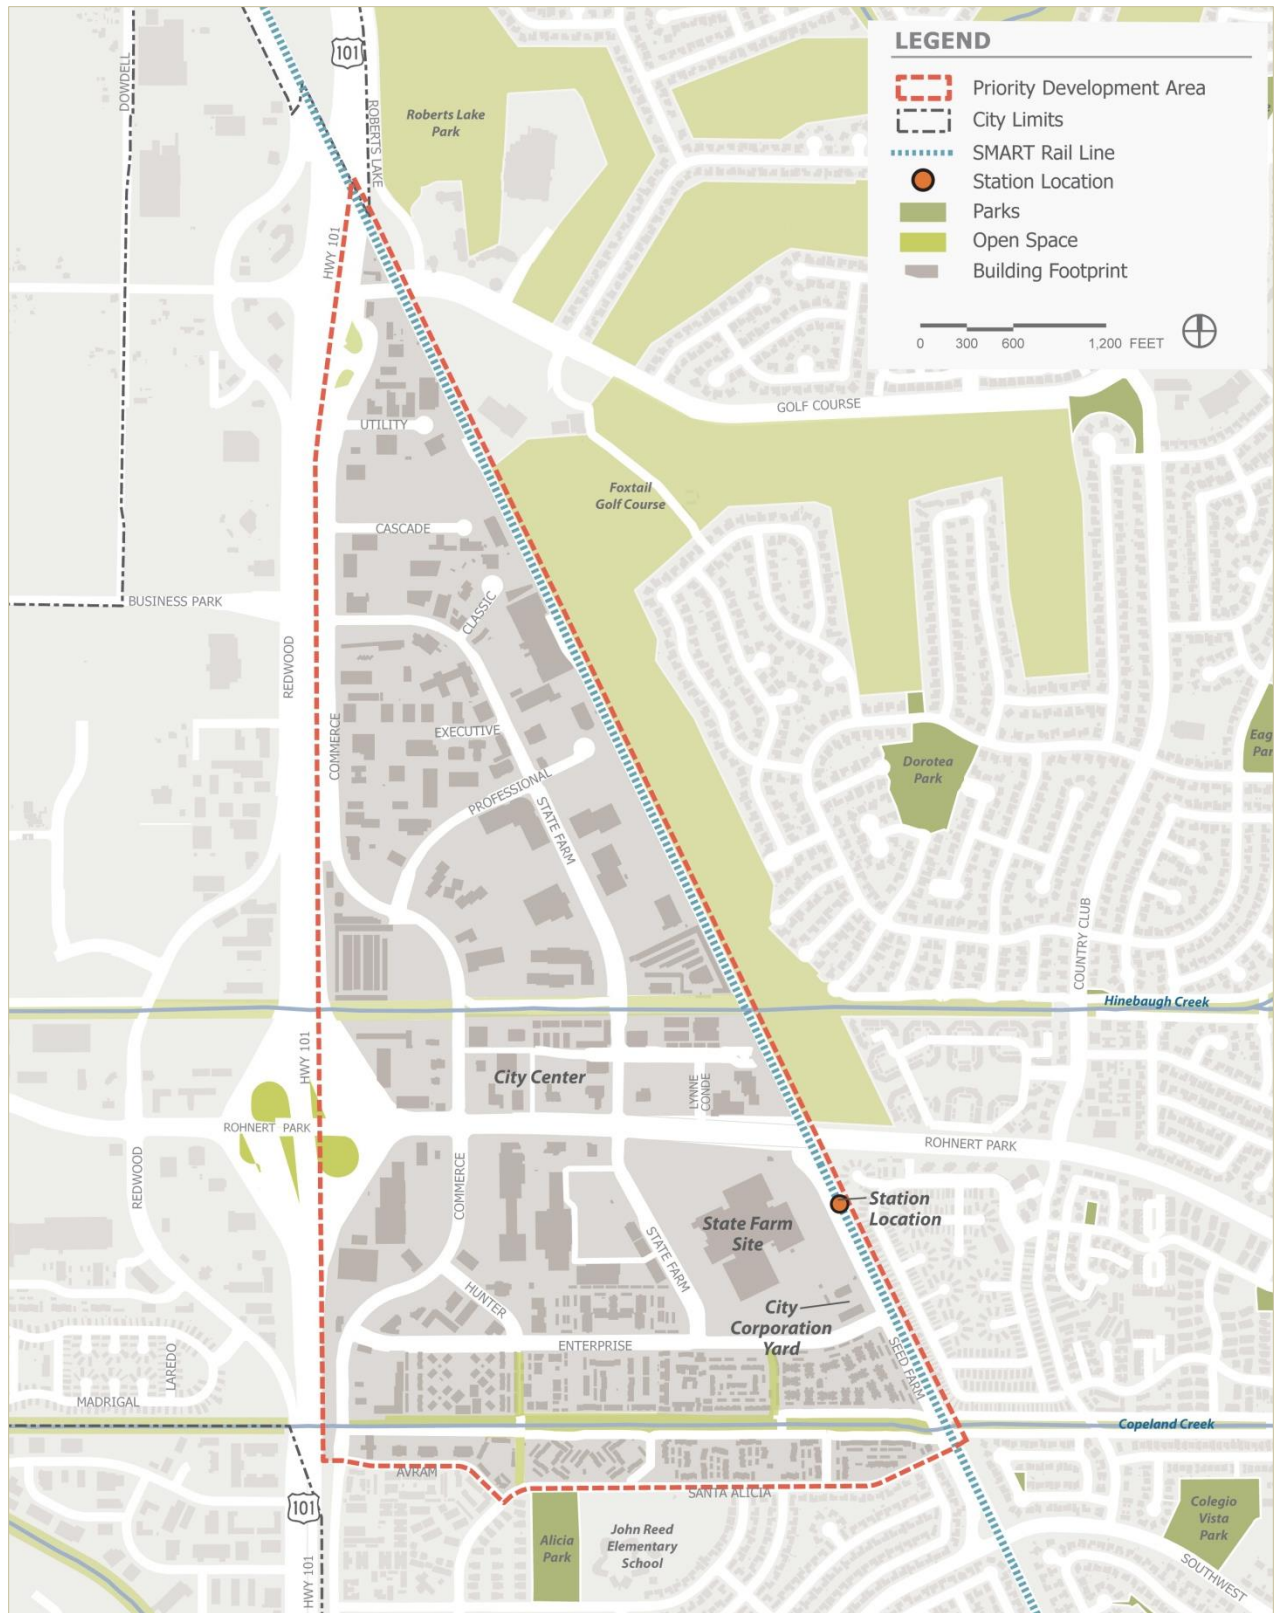 LEGEND
Priority Development Area
City Limits
SMART Rail Line
Station Location
Parks
Open Space
Building Footprint
0 300 600 1,200 FEET
101
DOWDELL
ROBERTS LAKE
Roberts Lake
Park
HWY 101
GOLF COURSE
UTILITY
Foxtail
Golf Course
CASCADE
BUSINESS PARK
CLASSIC
REDWOOD
COMMERCE
EXECUTIVE
PROFESSIONAL
STATE FARM
Dorotea
Park
Eag
Par
COUNTRY CLUB
Hinebaugh Creek
HWY 101
City Center
LYNNE
CONDE
ROHNERT PARK
ROHNERT PARK
REDWOOD
COMMERCE
Station
Location
State Farm
Site
STATE FARM
HUNTER
City
Corporation
Yard
ENTERPRISE
SEED FARM
LAREDO
MADRIGAL
Copeland Creek
AVRAM
SANTA ALICIA
101
Alicia
Park
John Reed
Elementary
School
Colegio
Vista
Park
SOUTHWEST
HWY 101